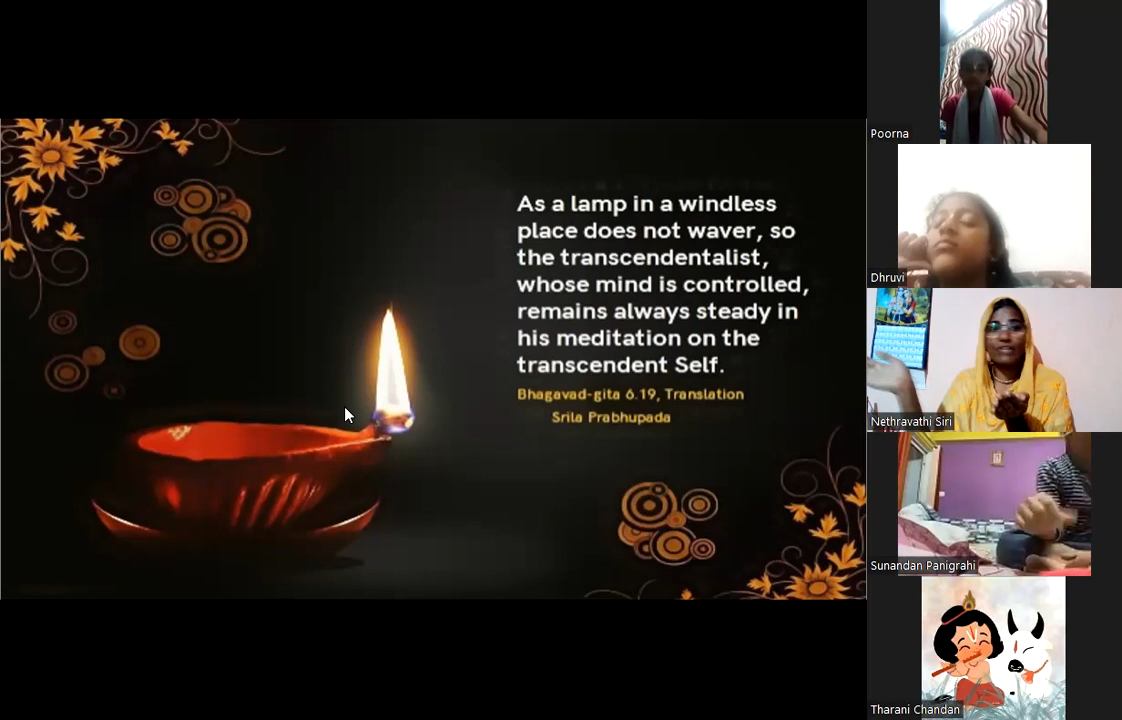 As a lamp in a windless
place does not waver, so
the transcendentalist,
whose mind is controlled,
remains always steady in
his meditation on the
transcendent Self.
Bhagavad-gita 6.19, Translation
Srila Prabhupada
Poorna
Dhruvi
Nethravathi Siri
Sunandan Panigrahi
Tharani Chandan